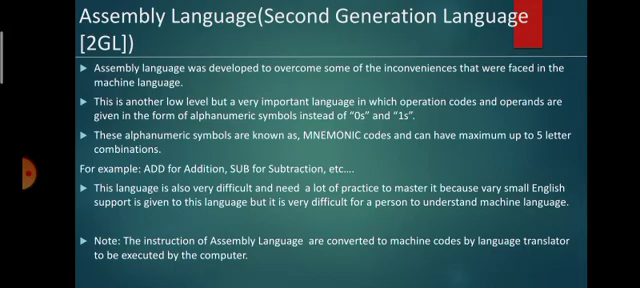 Assembly Language(Second Generation Language
[2GL])
Assembly language was developed to overcome some of the inconveniences that were faced in the
machine language.
This is another low level but a very important language in which operation codes and operands are
given in the form of alphanumeric symbols instead of “0s” and “1s”.
These alphanumeric symbols are known as, MNEMONIC codes and can have maximum up to 5 letter
combinations.
For example: ADD for Addition, SUB for Subtraction, etc....
This language is also very difficult and need a lot of practice to master it because vary small English
support is given to this language but it is very difficult for a person to understand machine language.
Note: The instruction of Assembly Language are converted to machine codes by language translator
to be executed by the computer.